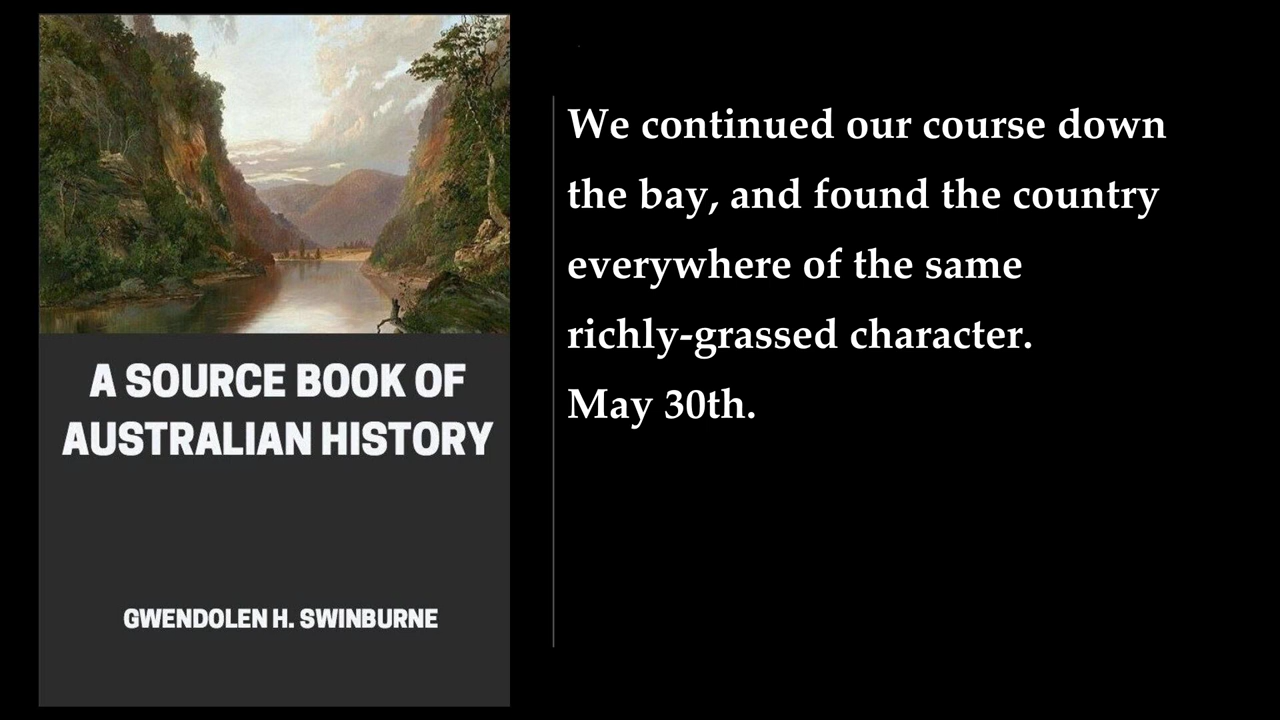 A SOURCE BOOK OF
AUSTRALIAN HISTORY
GWENDOLEN H. SWINBURNE
We continued our course down
the bay, and found the country
everywhere of the same
richly-grassed character.
May 30th.